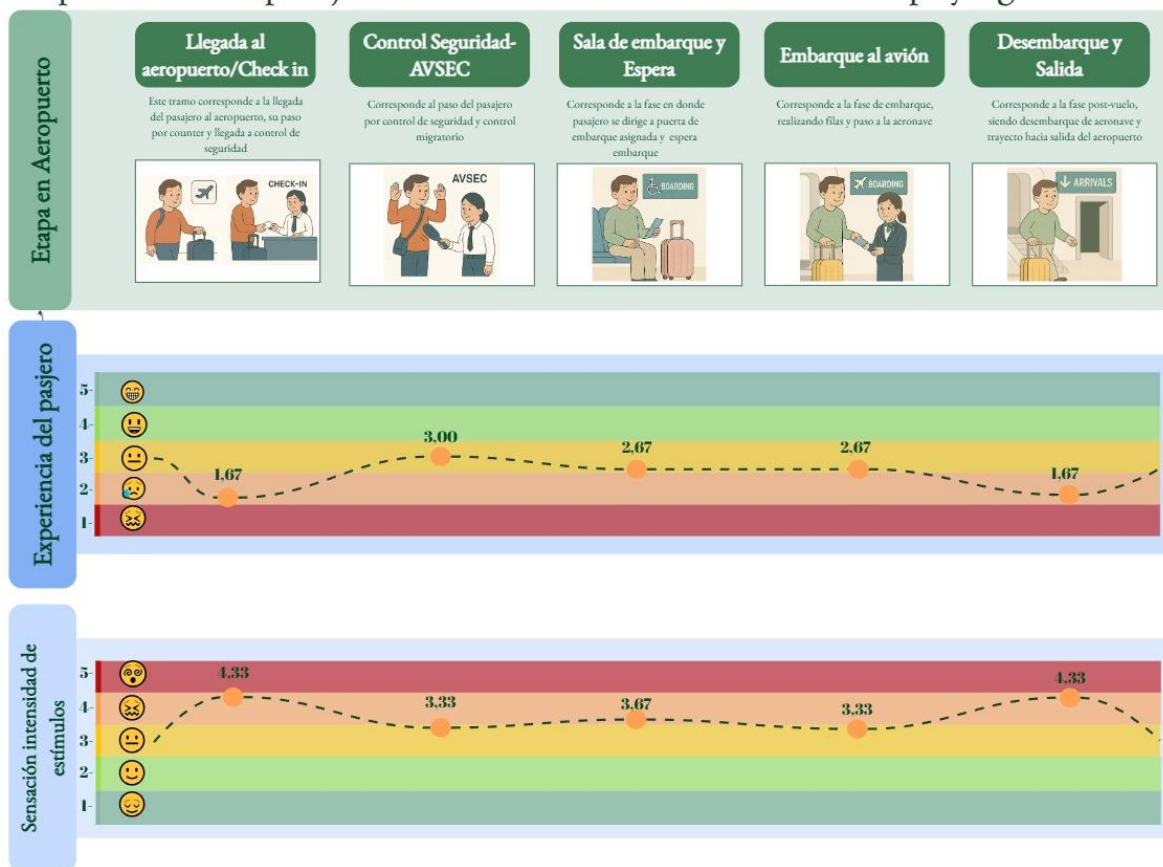 Etapa en Aeropuerto
Llegada al
aeropuerto/Check in
Este tramo corresponde a la llegada
del pasajero al aeropuerto, su paso
por counter y llegada a control de
seguridad
CHECK-IN
Control Seguridad-
AVSEC
Corresponde al paso del pasajero
por control de seguridad y control
migratorio
AVSEC
Sala de embarque y
Espera
Corresponde a la fase en donde
pasajero se dirige a puerta de
embarque asignada y espera
embarque
BOARDING
Embarque al avión
Corresponde a la fase de embarque,
realizando filas y paso a la aeronave
BOARDING
Desembarque y
Salida
Corresponde a la fase post-vuelo,
siendo desembarque de aeronave y
trayecto hacia salida del aeropuerto
ARRIVALS
Experiencia del pasjero
5-
4-
3-
2-
1-
1,67
3,00
2,67
2,67
1,67
Sensación intensidad de
estímulos
5-
4-
3-
2-
1-
4,33
3,33
3,67
3,33
4,33